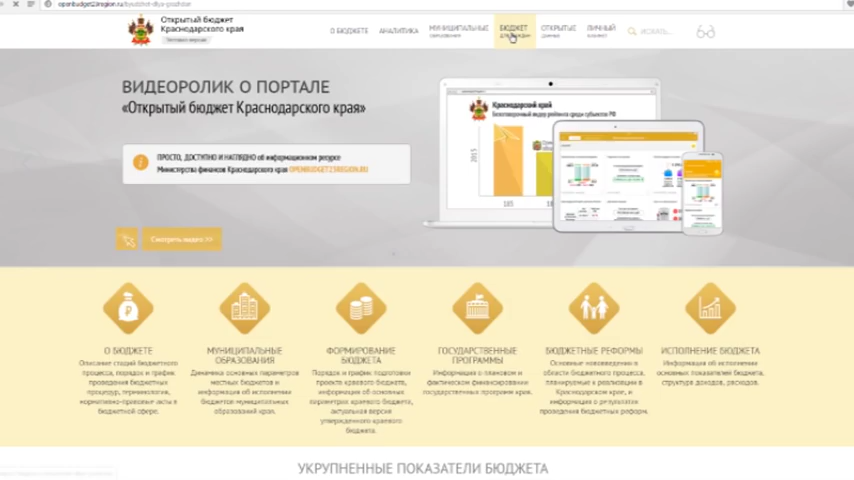 openbudget23region.ru/byudzhet-dlya-grazhdan
Открытый бюджет
Краснодарского края
О БЮДЖЕТЕ
АНАЛИТИКА
МУНИЦИПАЛЬНЫЕ
образования
БЮДЖЕТ
для граждан
ОТКРЫТЫЕ
данные
ЛИЧНЫЙ
кабинет
ИСКАТЬ...
ВИДЕОРОЛИК О ПОРТАЛЕ
«Открытый бюджет Краснодарского края»
ПРОСТО, ДОСТУПНО И НАГЛЯДНО об информационном ресурсе
Министерства финансов Краснодарского края OPENBUDGET23REGION.RU
Смотреть видео >>
Краснодарский край
2015
165
О БЮДЖЕТЕ
Описание стадий бюджетного
процесса, порядок и график
проведения бюджетных
процедур, терминология,
нормативно-правовые акты в
бюджетной сфере.
МУНИЦИПАЛЬНЫЕ
ОБРАЗОВАНИЯ
Динамика основных параметров
местных бюджетов и
информация об исполнении
бюджетов муниципальных
образований края.
ФОРМИРОВАНИЕ
БЮДЖЕТА
Порядок и график подготовки
проекта краевого бюджета,
информация об основных
параметрах краевого бюджета,
актуальная версия
утвержденного краевого
бюджета.
ГОСУДАРСТВЕННЫЕ
ПРОГРАММЫ
Информация о плановом и
фактическом финансировании
государственных программ края.
БЮДЖЕТНЫЕ РЕФОРМЫ
Основные нововведения в
области бюджетного процесса,
планируемые к реализации в
Краснодарском крае, и
информация о результатах
проведения бюджетных реформ.
ИСПОЛНЕНИЕ БЮДЖЕТА
Информация об исполнении
основных показателей бюджета,
структура доходов, расходов.
УКРУПНЕННЫЕ ПОКАЗАТЕЛИ БЮДЖЕТА